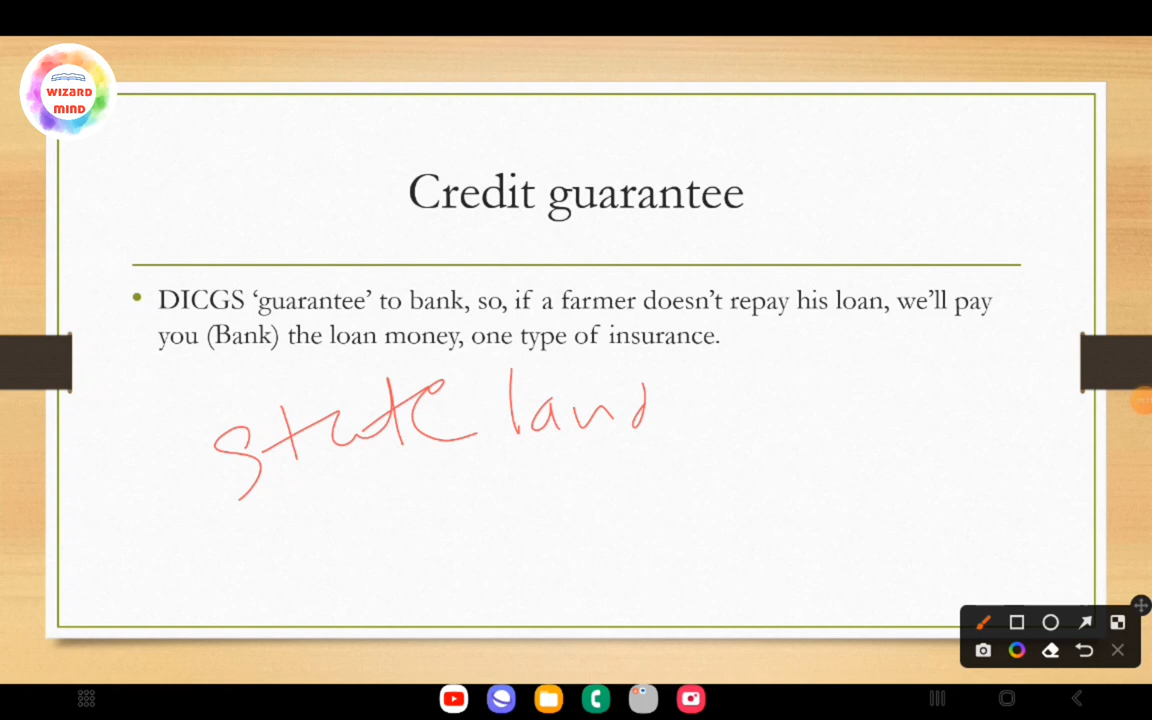 WIZARD
MIND
Credit guarantee
• DICGS ‘guarantee’ to bank, so, if a farmer doesn’t repay his loan, we’ll pay
you (Bank) the loan money, one type of insurance.
state land